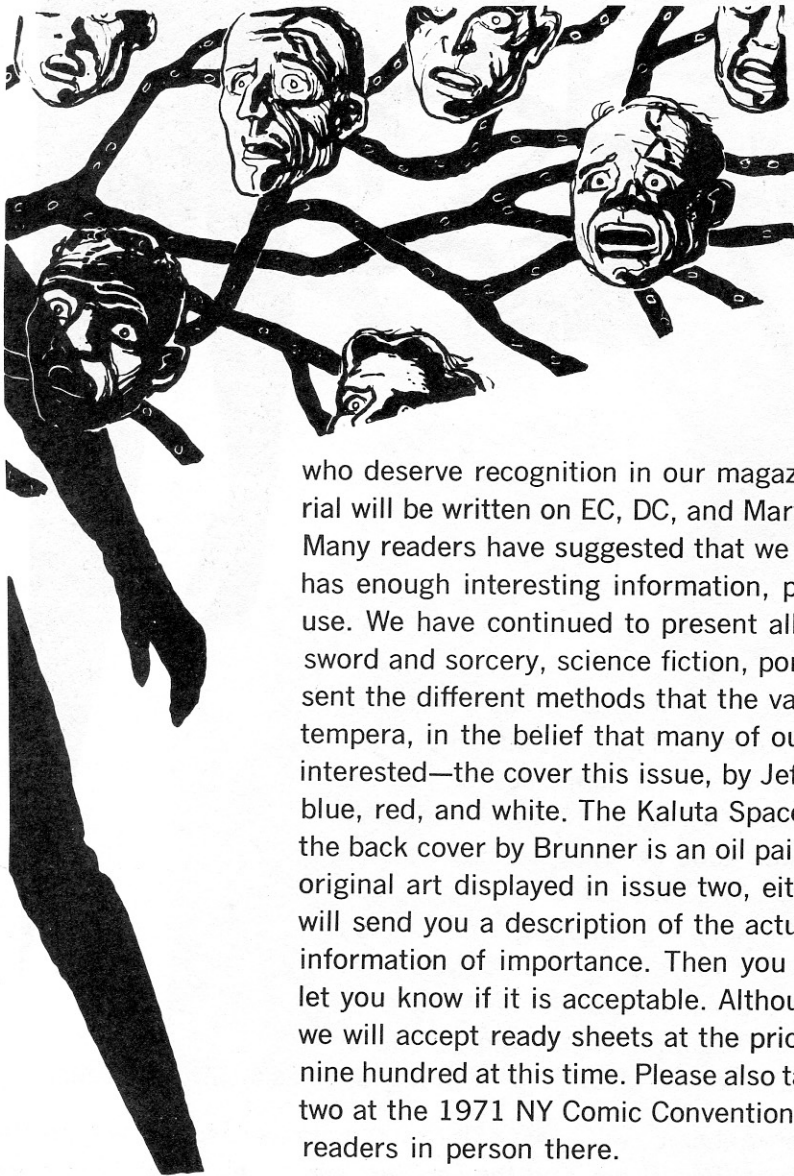 who deserve recognition in our magaz
rial will be written on EC, DC, and Mar
Many readers have suggested that we
has enough interesting information, p
use. We have continued to present all
sword and sorcery, science fiction, por
sent the different methods that the va
tempera, in the belief that many of ou
interested—the cover this issue, by Jef
blue, red, and white. The Kaluta Space
the back cover by Brunner is an oil pai
original art displayed in issue two, eit
will send you a description of the actu
information of importance. Then you
let you know if it is acceptable. Althou
we will accept ready sheets at the pric
nine hundred at this time. Please also ta
two at the 1971 NY Comic Convention
readers in person there.